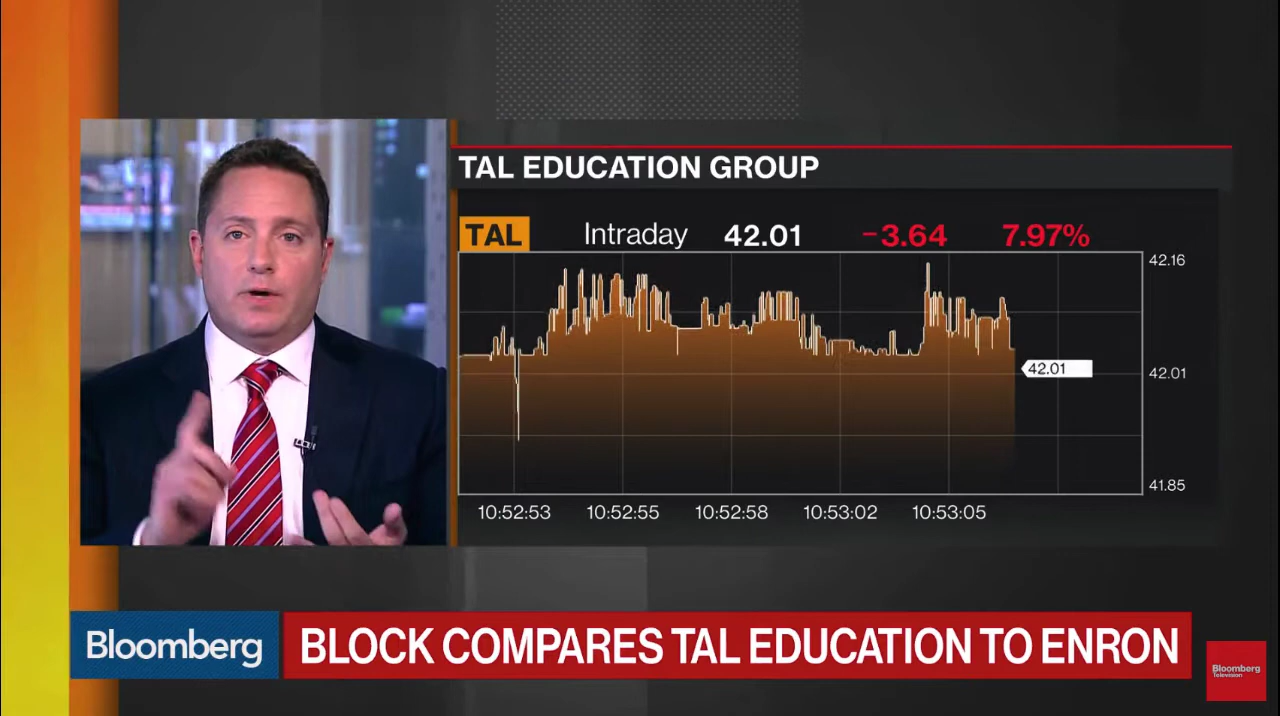 TAL EDUCATION GROUP
TAL Intraday 42.01 -3.64 7.97%
42.16
42.01
42.01
41.85
10:52:53 10:52:55 10:52:58 10:53:02 10:53:05
Bloomberg BLOCK COMPARES TAL EDUCATION TO ENRON
Bloomberg
Television